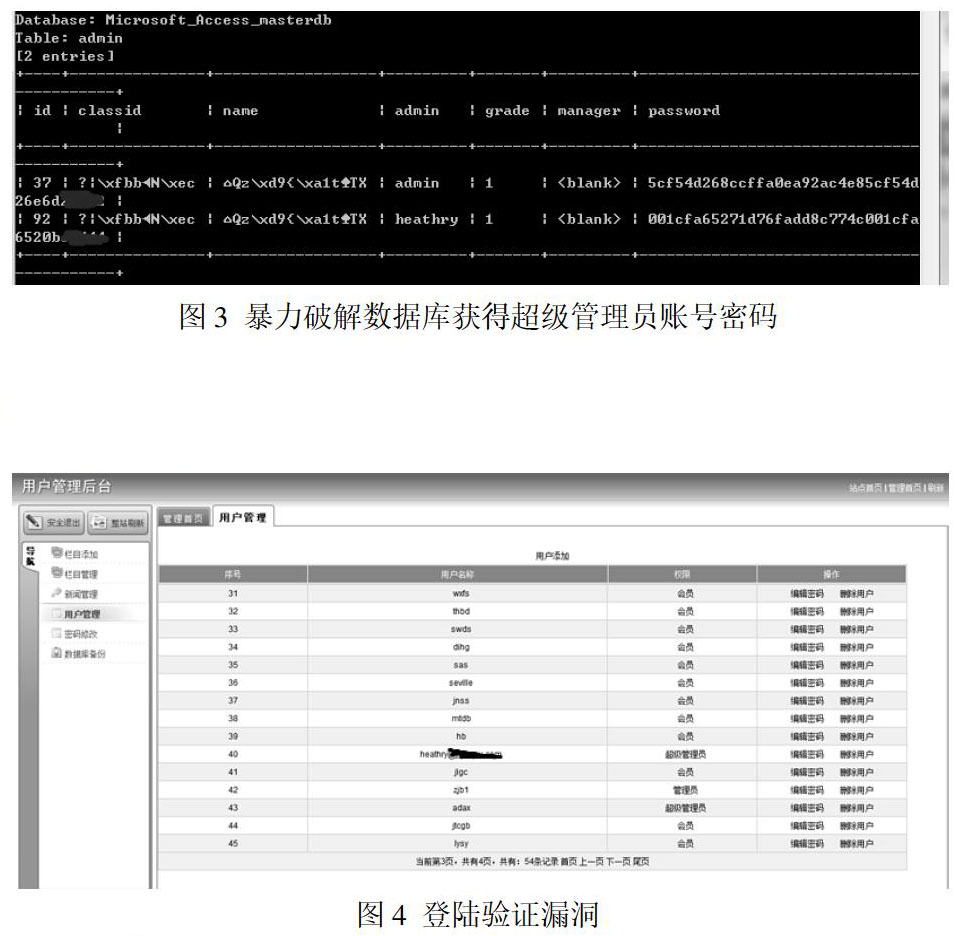 Database: Microsoft_Access_masterdb
Table: admin
[2 entries]
+----+---------------+------------------+---------+-------+---------+------------------------------
-----------+
| id | classid | name | admin | grade | manager | password
|
+----+---------------+------------------+---------+-------+---------+------------------------------
-----------+
| 37 | ?|\xfbb◄N\xec | △Qz\xd9{\xa1t♠TX | admin | 1 | <blank> | 5cf54d268ccffa0ea92ac4e85cf54d
26e6d |
| 92 | ?|\xfbb◄N\xec | △Qz\xd9{\xa1t♠TX | heathry | 1 | <blank> | 001cfa65271d76fadd8c774c001cfa
6520b |
+----+---------------+------------------+---------+-------+---------+------------------------------
-----------+
图 3 暴力破解数据库获得超级管理员账号密码
用户管理后台 站点首页 | 管理首页 | 刷新
安全退出 整站刷新 管理首页 用户管理
导航
栏目添加
栏目管理
新闻管理
用户管理
密码修改
数据库备份
用户添加
序号 用户名称 权限 操作
31 wxfs 会员 编辑密码 删除用户
32 thbd 会员 编辑密码 删除用户
33 swds 会员 编辑密码 删除用户
34 dihg 会员 编辑密码 删除用户
35 sas 会员 编辑密码 删除用户
36 seville 会员 编辑密码 删除用户
37 jnss 会员 编辑密码 删除用户
38 mtdb 会员 编辑密码 删除用户
39 hb 会员 编辑密码 删除用户
40 heathry 超级管理员 编辑密码 删除用户
41 jlgc 会员 编辑密码 删除用户
42 zjb1 管理员 编辑密码 删除用户
43 adax 超级管理员 编辑密码 删除用户
44 jtcgb 会员 编辑密码 删除用户
45 lysy 会员 编辑密码 删除用户
当前第3页，共有4页，共有：54条记录 首页 上一页 下一页 尾页
图 4 登陆验证漏洞